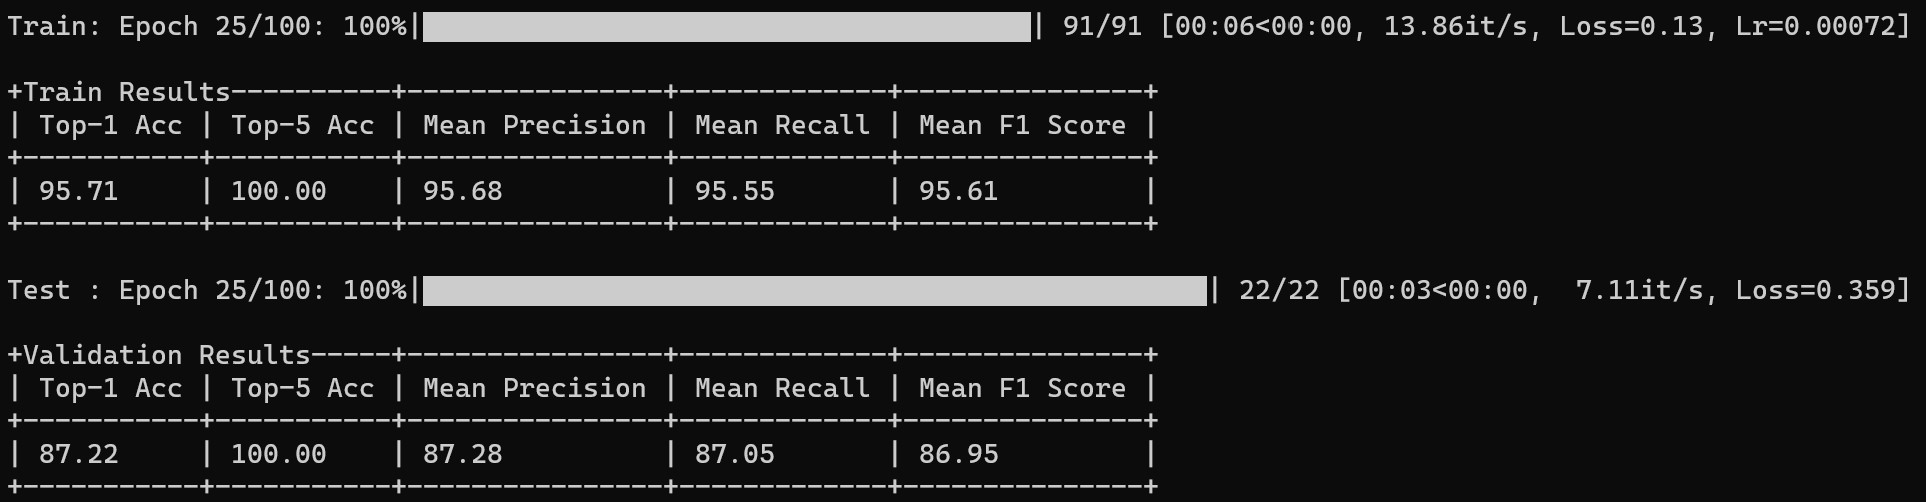 Train: Epoch 25/100: 100%|██████████████████████████████████████| 91/91 [00:06<00:00, 13.86it/s, Loss=0.13, Lr=0.00072]
+Train Results----------+----------------+-------------+--------------+
| Top-1 Acc | Top-5 Acc | Mean Precision | Mean Recall | Mean F1 Score |
+-----------+-----------+----------------+-------------+---------------+
| 95.71     | 100.00    | 95.68          | 95.55       | 95.61         |
+-----------+-----------+----------------+-------------+---------------+
Test : Epoch 25/100: 100%|█████████████████████████████████████████████████| 22/22 [00:03<00:00,  7.11it/s, Loss=0.359]
+Validation Results-----+----------------+-------------+---------------+
| Top-1 Acc | Top-5 Acc | Mean Precision | Mean Recall | Mean F1 Score |
+-----------+-----------+----------------+-------------+---------------+
| 87.22     | 100.00    | 87.28          | 87.05       | 86.95         |
+-----------+-----------+----------------+-------------+---------------+